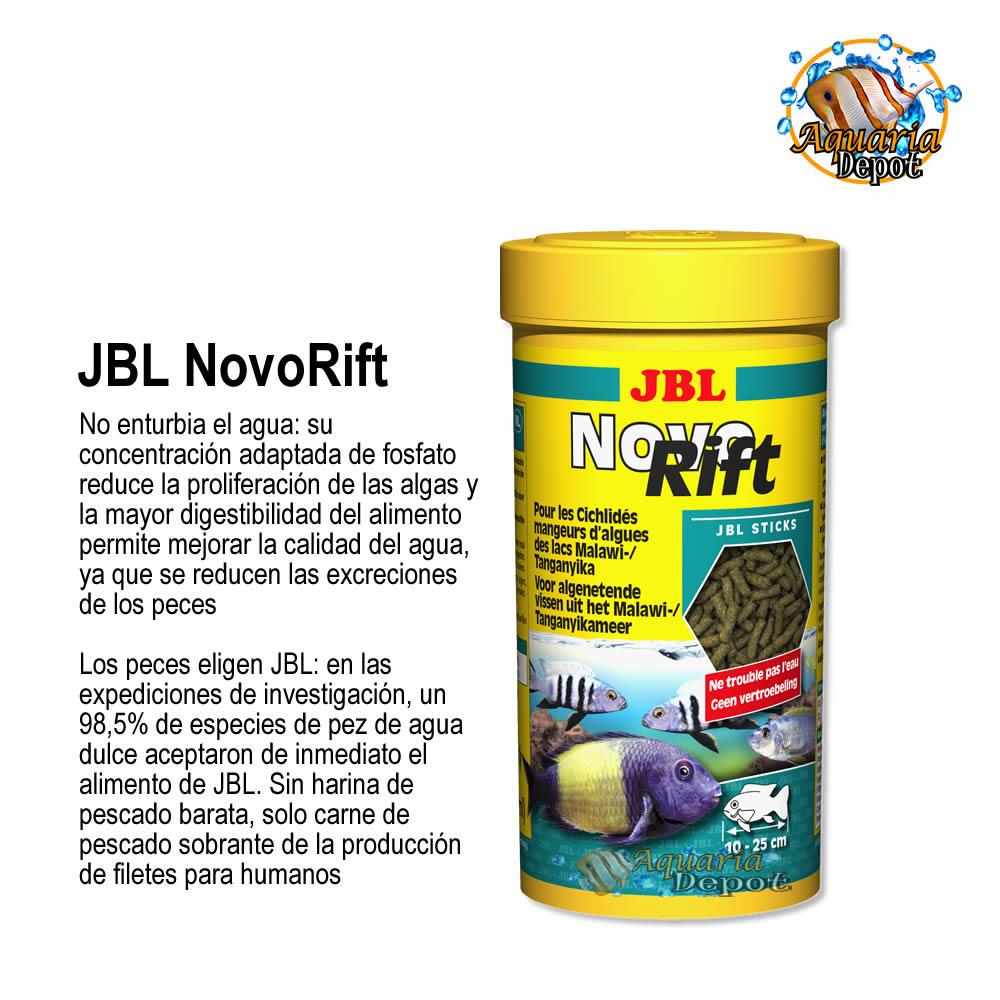 Aquaria
Depot
JBL NovoRift
No enturbia el agua: su
concentración adaptada de fosfato
reduce la proliferación de las algas y
la mayor digestibilidad del alimento
permite mejorar la calidad del agua,
ya que se reducen las excreciones
de los peces
Los peces eligen JBL: en las
expediciones de investigación, un
98,5% de especies de pez de agua
dulce aceptaron de inmediato el
alimento de JBL. Sin harina de
pescado barata, solo carne de
pescado sobrante de la producción
de filetes para humanos
JBL
Novo
Rift
JBL STICKS
Pour les Cichlidés
mangeurs d'algues
des lacs Malawi-/
Tanganyika
Voor algenetende
vissen uit het Malawi-/
Tanganyikameer
Ne trouble pas l'eau
Geen vertroebeling
10 - 25 cm
Aquaria
Depot